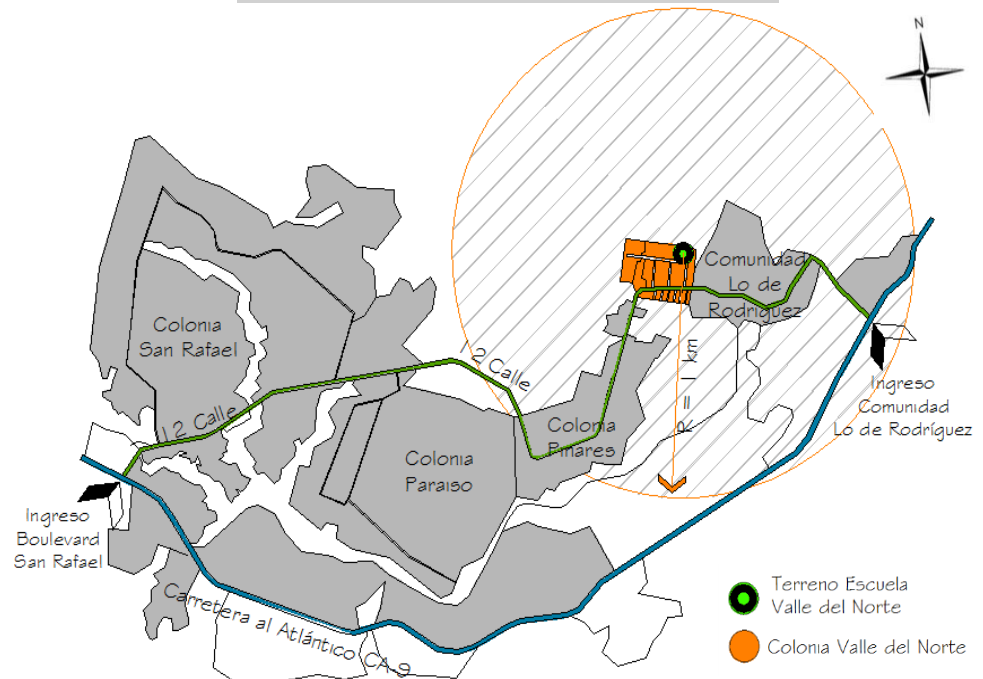 N
Comunidad
Lo de
Rodríguez
Colonia
San Rafael
12 Calle
12 Calle
R = 1 km
Ingreso
Comunidad
Lo de Rodríguez
Colonia
Pinares
Colonia
Paraiso
Ingreso
Boulevard
San Rafael
Carretera al Atlántico CA-9
Terreno Escuela
Valle del Norte
Colonia Valle del Norte